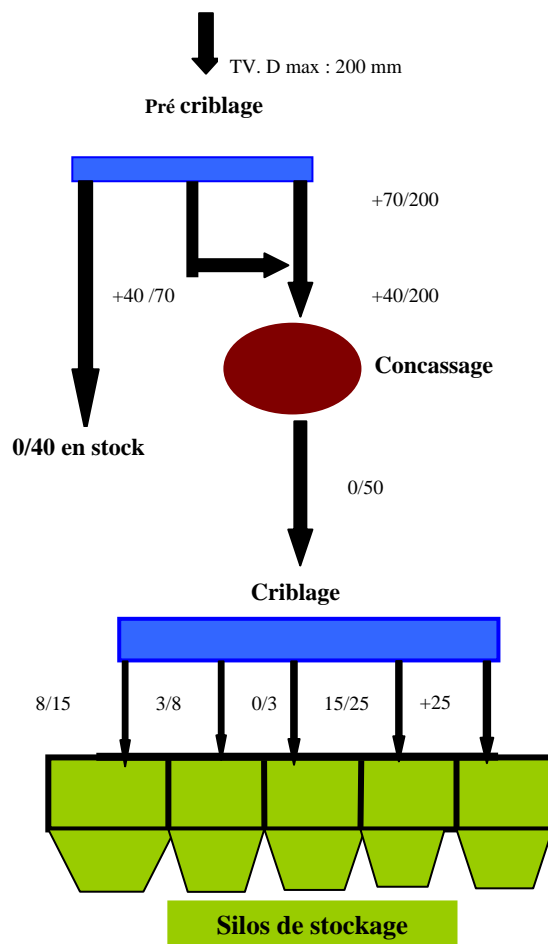 TV. D max : 200 mm
Pré criblage
+70/200
+40 /70
+40/200
Concassage
0/40 en stock
0/50
Criblage
8/15 3/8 0/3 15/25 +25
Silos de stockage